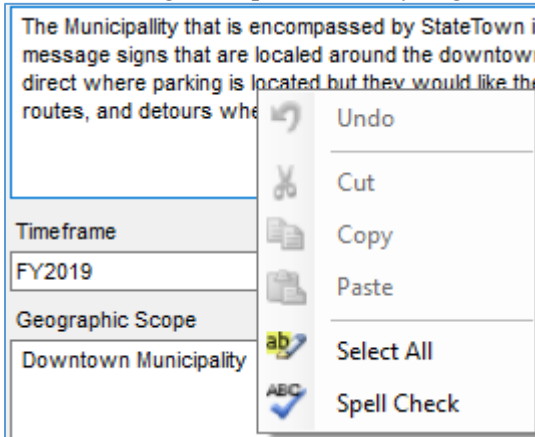 The Municipallity that is encompassed by StateTown i
message signs that are localed around the downtown
direct where parking is located but they would like the
routes, and detours whe
Undo
Cut
Copy
Paste
Select All
Spell Check
Timeframe
FY2019
Geographic Scope
Downtown Municipality